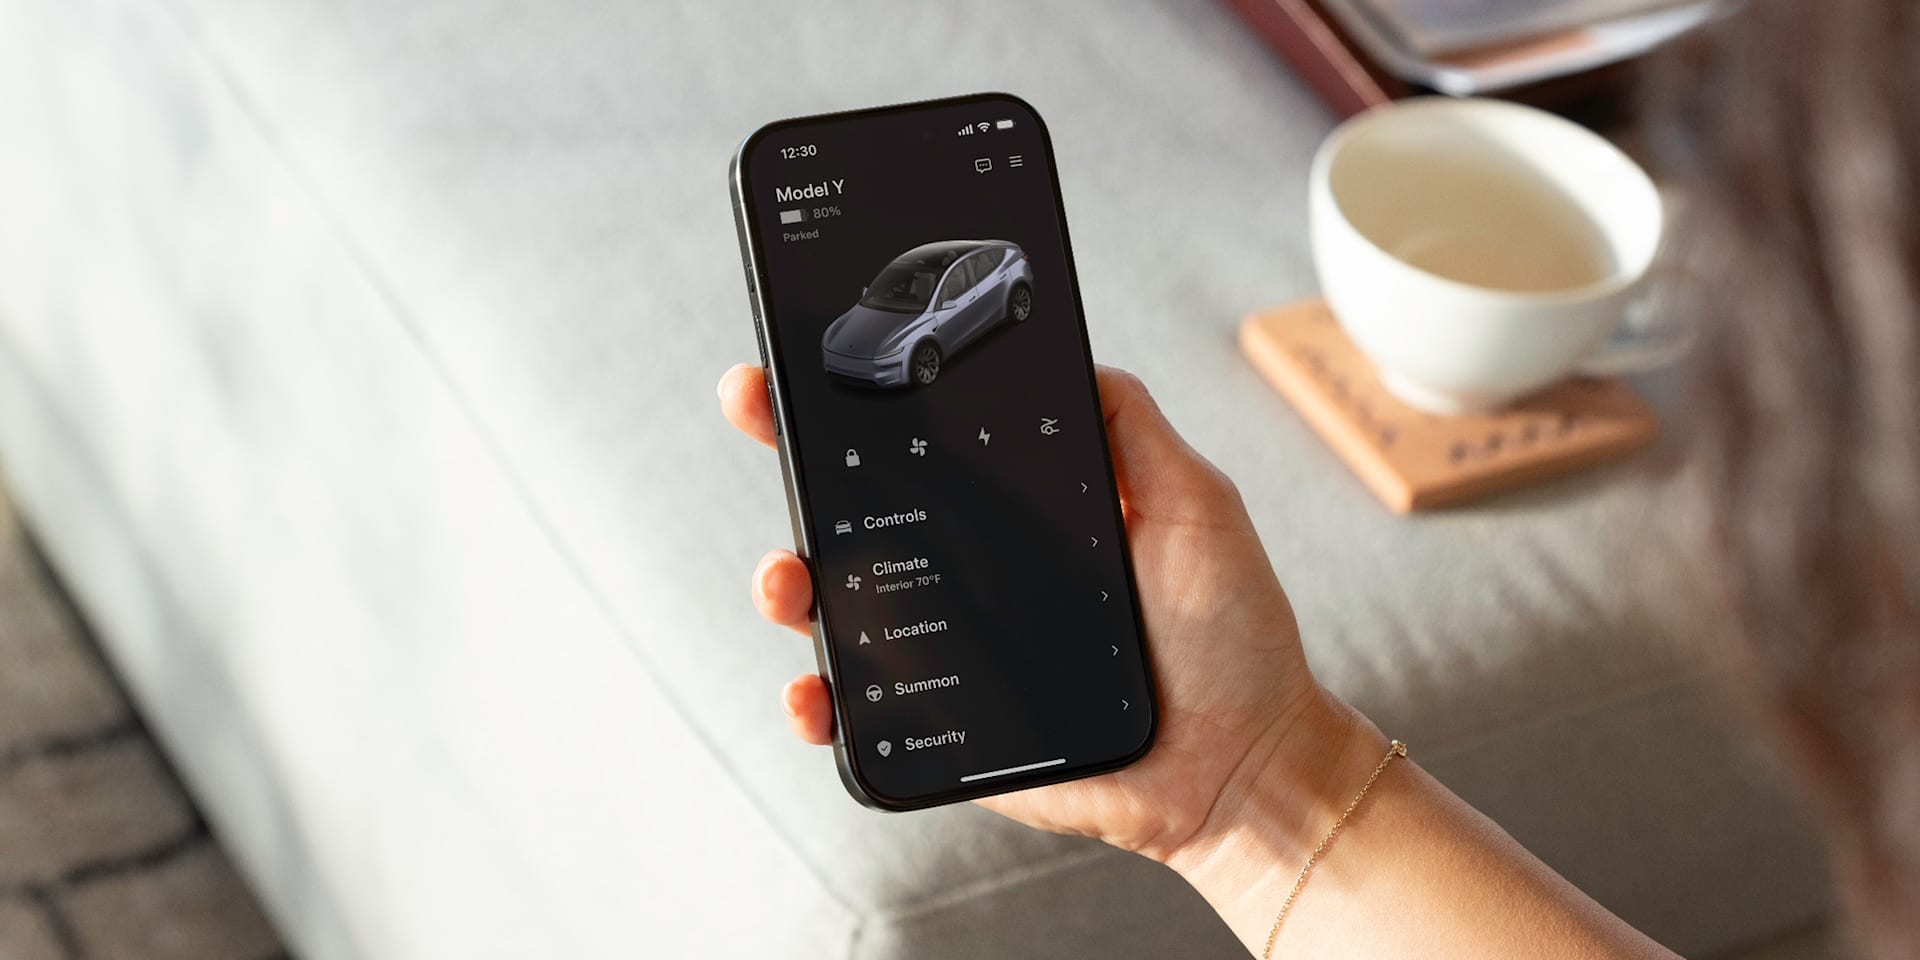 12:30
Model Y
80%
Parked
Controls
Climate
Interior 70°F
Location
Summon
Security